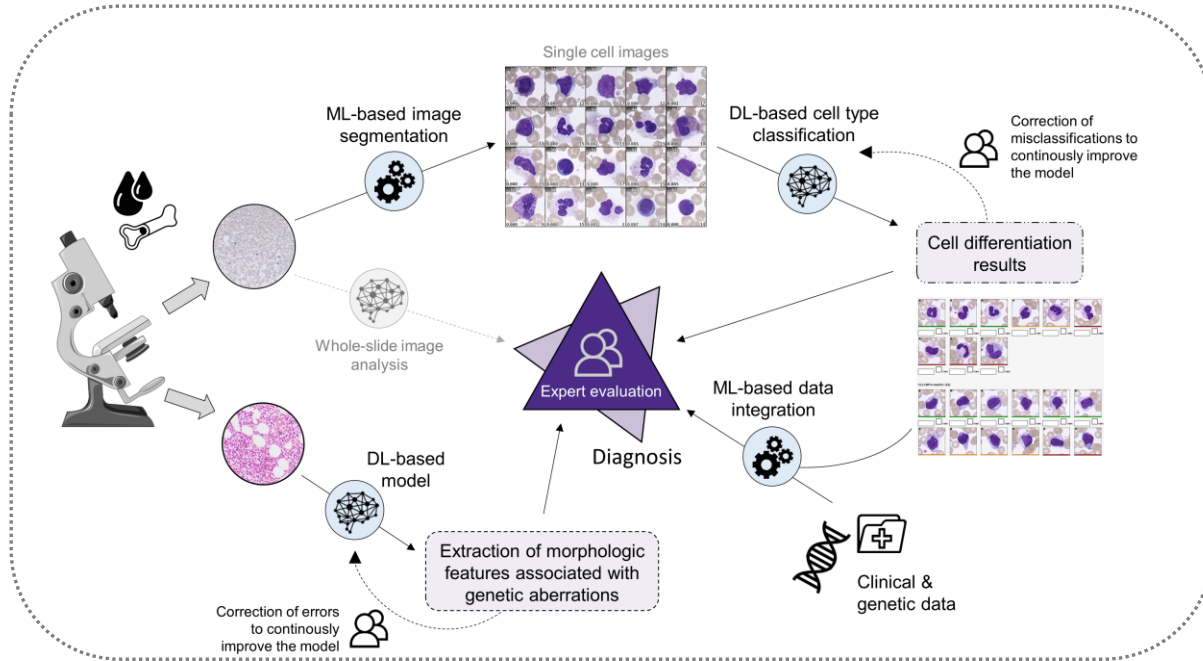 Single cell images
ML-based image
segmentation
DL-based cell type
classification
Correction of
misclassifications to
continously improve
the model
Cell differentiation
results
Whole-slide image
analysis
Expert evaluation
Diagnosis
ML-based data
integration
DL-based
model
Extraction of morphologic
features associated with
genetic aberrations
Correction of errors
to continously
improve the model
Clinical &
genetic data